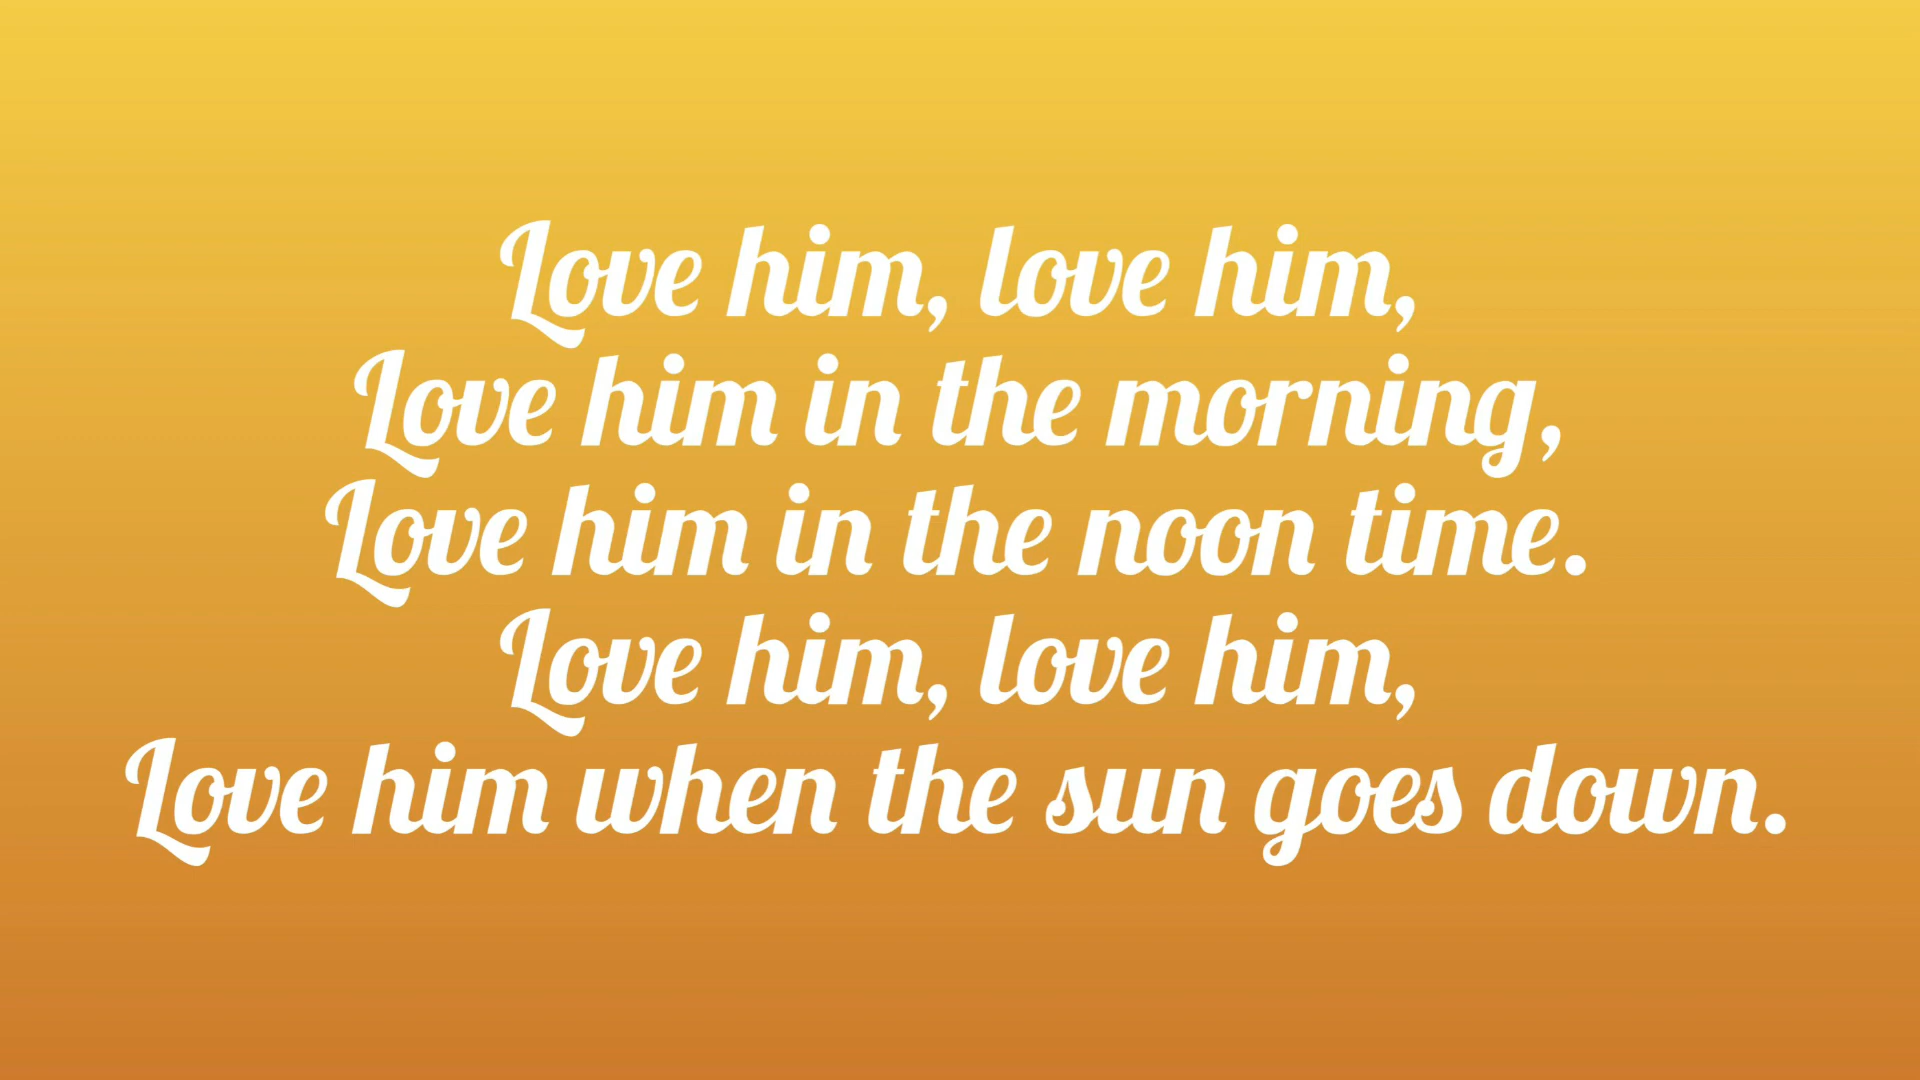 Love him, love him,
Love him in the morning,
Love him in the noon time.
Love him, love him,
Love him when the sun goes down.